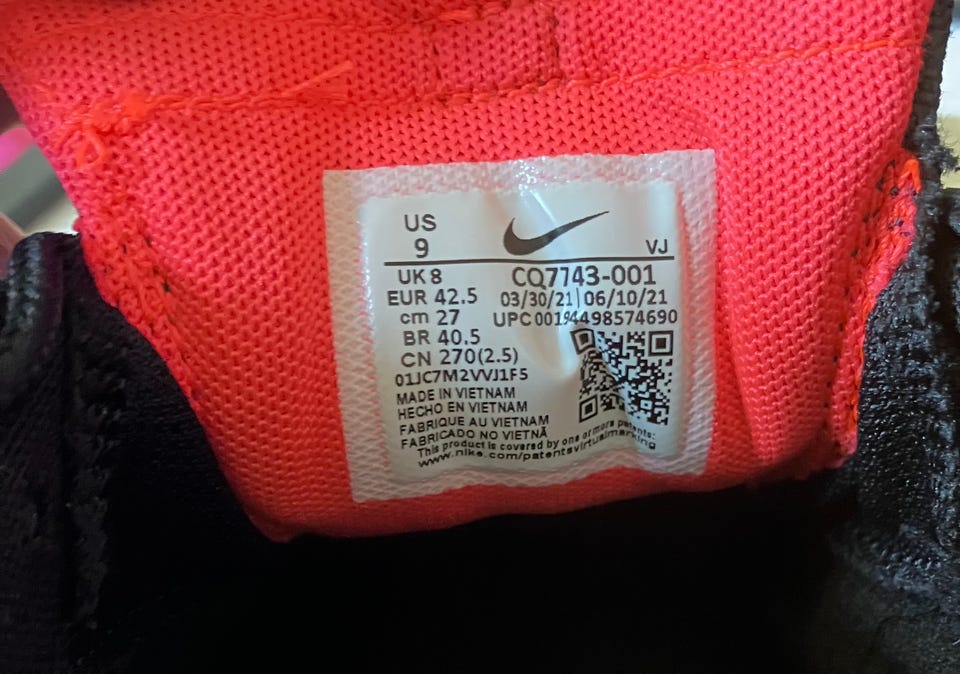 US
9
VJ
UK 8
CQ7743-001
EUR 42.5
03/30/21|06/10/21
cm 27
UPC 00194498574690
BR 40.5
CN 270(2.5)
01JC7M2VVJ1F5
MADE IN VIETNAM
HECHO EN VIETNAM
FABRIQUE AU VIETNAM
FABRICADO NO VIETNÃ
This product is covered by one or more patents:
www.nike.com/patentsvirtualmarking